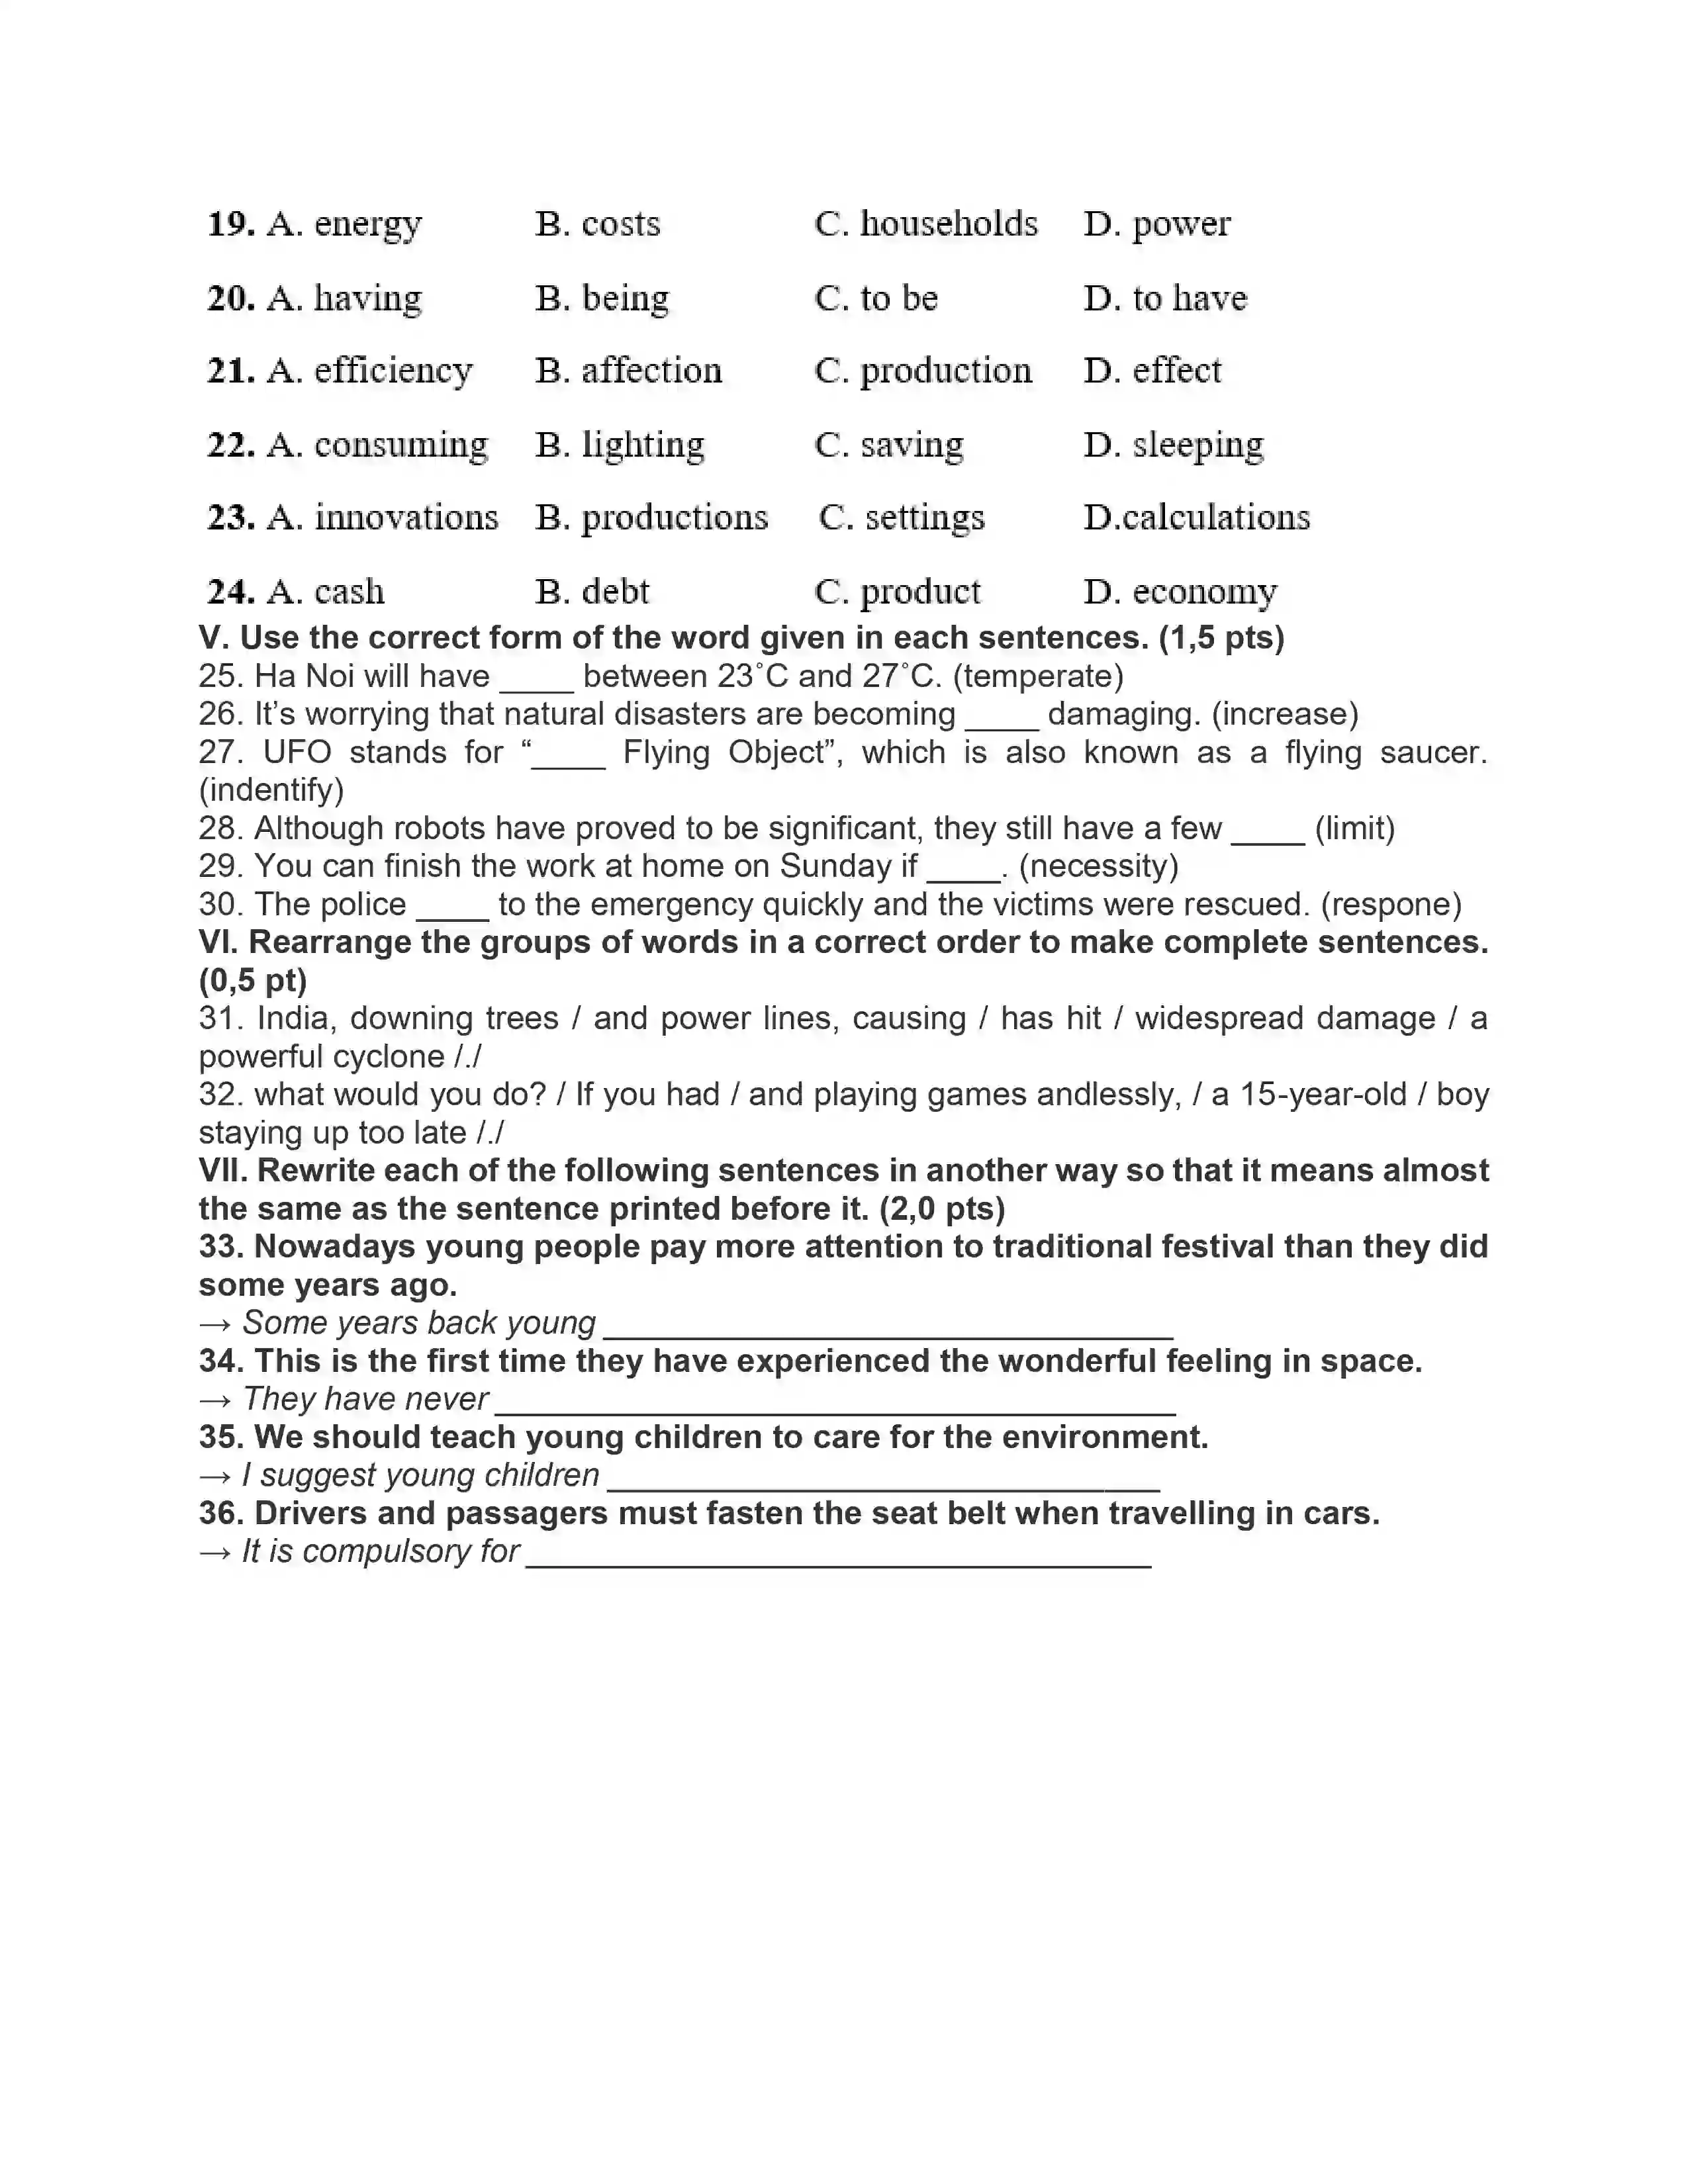 19. A. energy B. costs C. households D. power
20. A. having B. being C. to be D. to have
21. A. efficiency B. affection C. production D. effect
22. A. consuming B. lighting C. saving D. sleeping
23. A. innovations B. productions C. settings D.calculations
24. A. cash B. debt C. product D. economy
V. Use the correct form of the word given in each sentences. (1,5 pts)
25. Ha Noi will have ____ between 23˚C and 27˚C. (temperate)
26. It’s worrying that natural disasters are becoming ____ damaging. (increase)
27. UFO stands for “____ Flying Object”, which is also known as a flying saucer.
(indentify)
28. Although robots have proved to be significant, they still have a few ____ (limit)
29. You can finish the work at home on Sunday if ____. (necessity)
30. The police ____ to the emergency quickly and the victims were rescued. (respone)
VI. Rearrange the groups of words in a correct order to make complete sentences.
(0,5 pt)
31. India, downing trees / and power lines, causing / has hit / widespread damage / a
powerful cyclone /./
32. what would you do? / If you had / and playing games andlessly, / a 15-year-old / boy
staying up too late /./
VII. Rewrite each of the following sentences in another way so that it means almost
the same as the sentence printed before it. (2,0 pts)
33. Nowadays young people pay more attention to traditional festival than they did
some years ago.
→ Some years back young _______________________________
34. This is the first time they have experienced the wonderful feeling in space.
→ They have never _____________________________________
35. We should teach young children to care for the environment.
→ I suggest young children ______________________________
36. Drivers and passagers must fasten the seat belt when travelling in cars.
→ It is compulsory for __________________________________